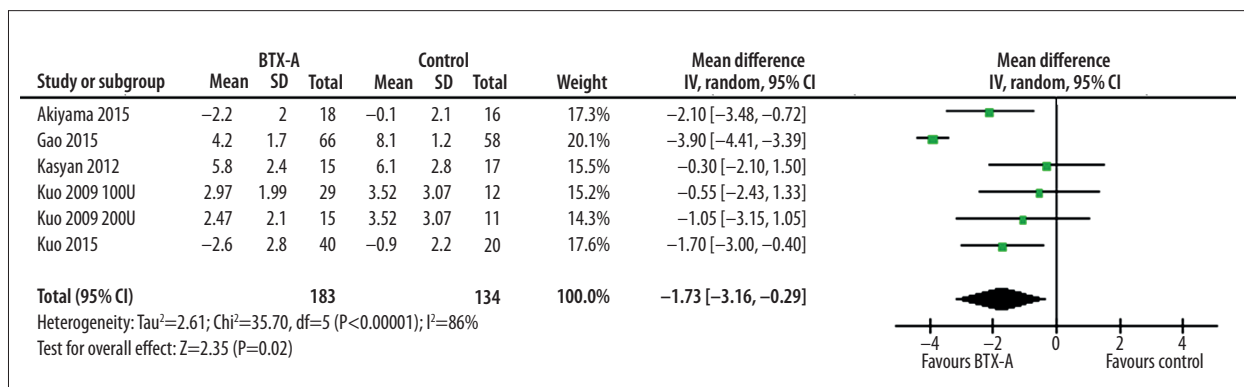 BTX-A Control Mean difference Mean difference
Study or subgroup Mean SD Total Mean SD Total Weight IV, random, 95% CI IV, random, 95% CI
Akiyama 2015 −2.2 2 18 −0.1 2.1 16 17.3% −2.10 [−3.48, −0.72]
Gao 2015 4.2 1.7 66 8.1 1.2 58 20.1% −3.90 [−4.41, −3.39]
Kasyan 2012 5.8 2.4 15 6.1 2.8 17 15.5% −0.30 [−2.10, 1.50]
Kuo 2009 100U 2.97 1.99 29 3.52 3.07 12 15.2% −0.55 [−2.43, 1.33]
Kuo 2009 200U 2.47 2.1 15 3.52 3.07 11 14.3% −1.05 [−3.15, 1.05]
Kuo 2015 −2.6 2.8 40 −0.9 2.2 20 17.6% −1.70 [−3.00, −0.40]
Total (95% CI) 183 134 100.0% −1.73 [−3.16, −0.29]
Heterogeneity: Tau²=2.61; Chi²=35.70, df=5 (P<0.00001); I²=86%
Test for overall effect: Z=2.35 (P=0.02)
−4 −2 0 2 4
Favours BTX-A Favours control